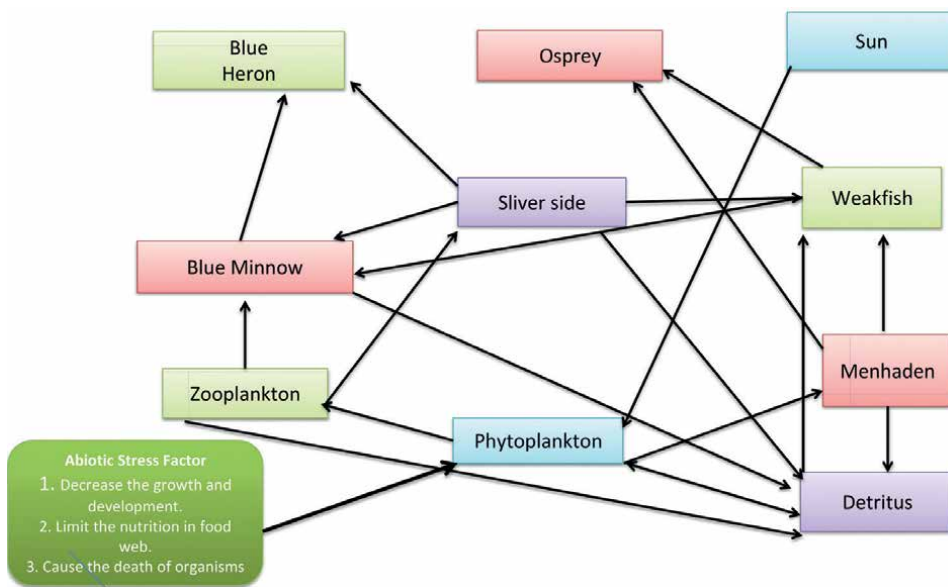 Blue
Heron
Osprey
Sun
Sliver side
Weakfish
Blue Minnow
Zooplankton
Menhaden
Phytoplankton
Detritus
Abiotic Stress Factor
1. Decrease the growth and
development.
2. Limit the nutrition in food
web.
3. Cause the death of organisms